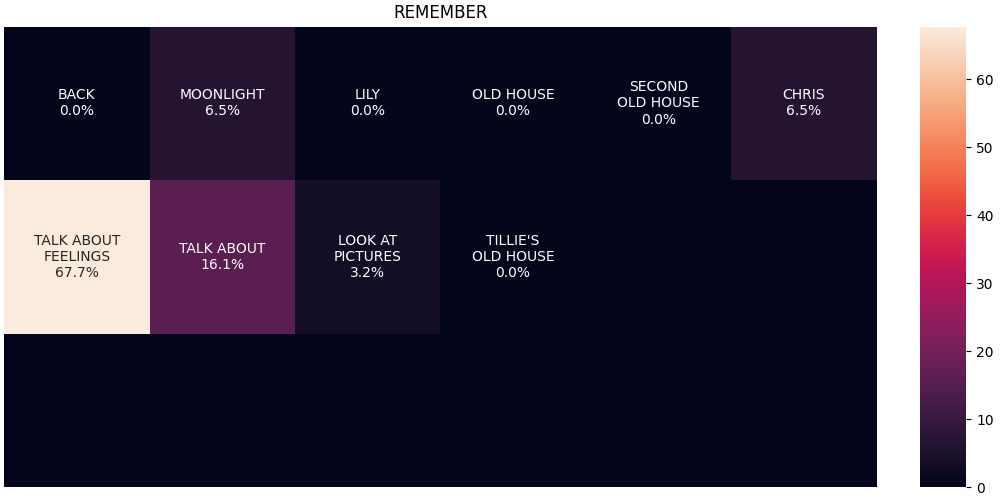 REMEMBER
BACK
0.0%
MOONLIGHT
6.5%
LILY
0.0%
OLD HOUSE
0.0%
SECOND
OLD HOUSE
0.0%
CHRIS
6.5%
TALK ABOUT
FEELINGS
67.7%
TALK ABOUT
16.1%
LOOK AT
PICTURES
3.2%
TILLIE'S
OLD HOUSE
0.0%
60
50
40
30
20
10
0